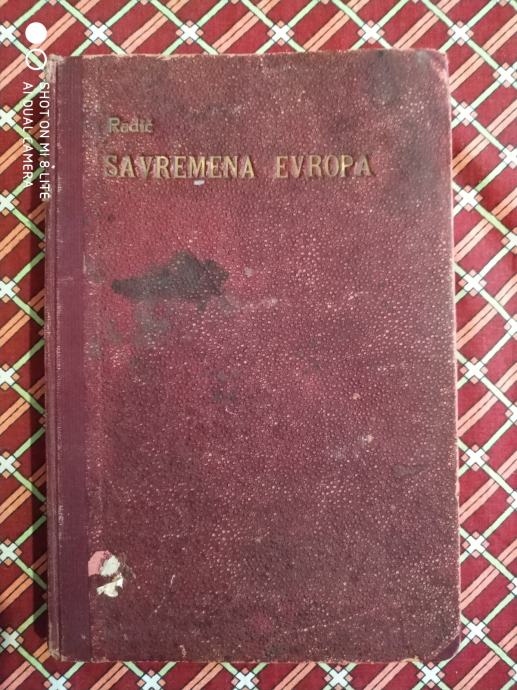 Radić
SAVREMENA EVROPA
SHOT ON MI 8 LITE
AI DUAL CAMERA